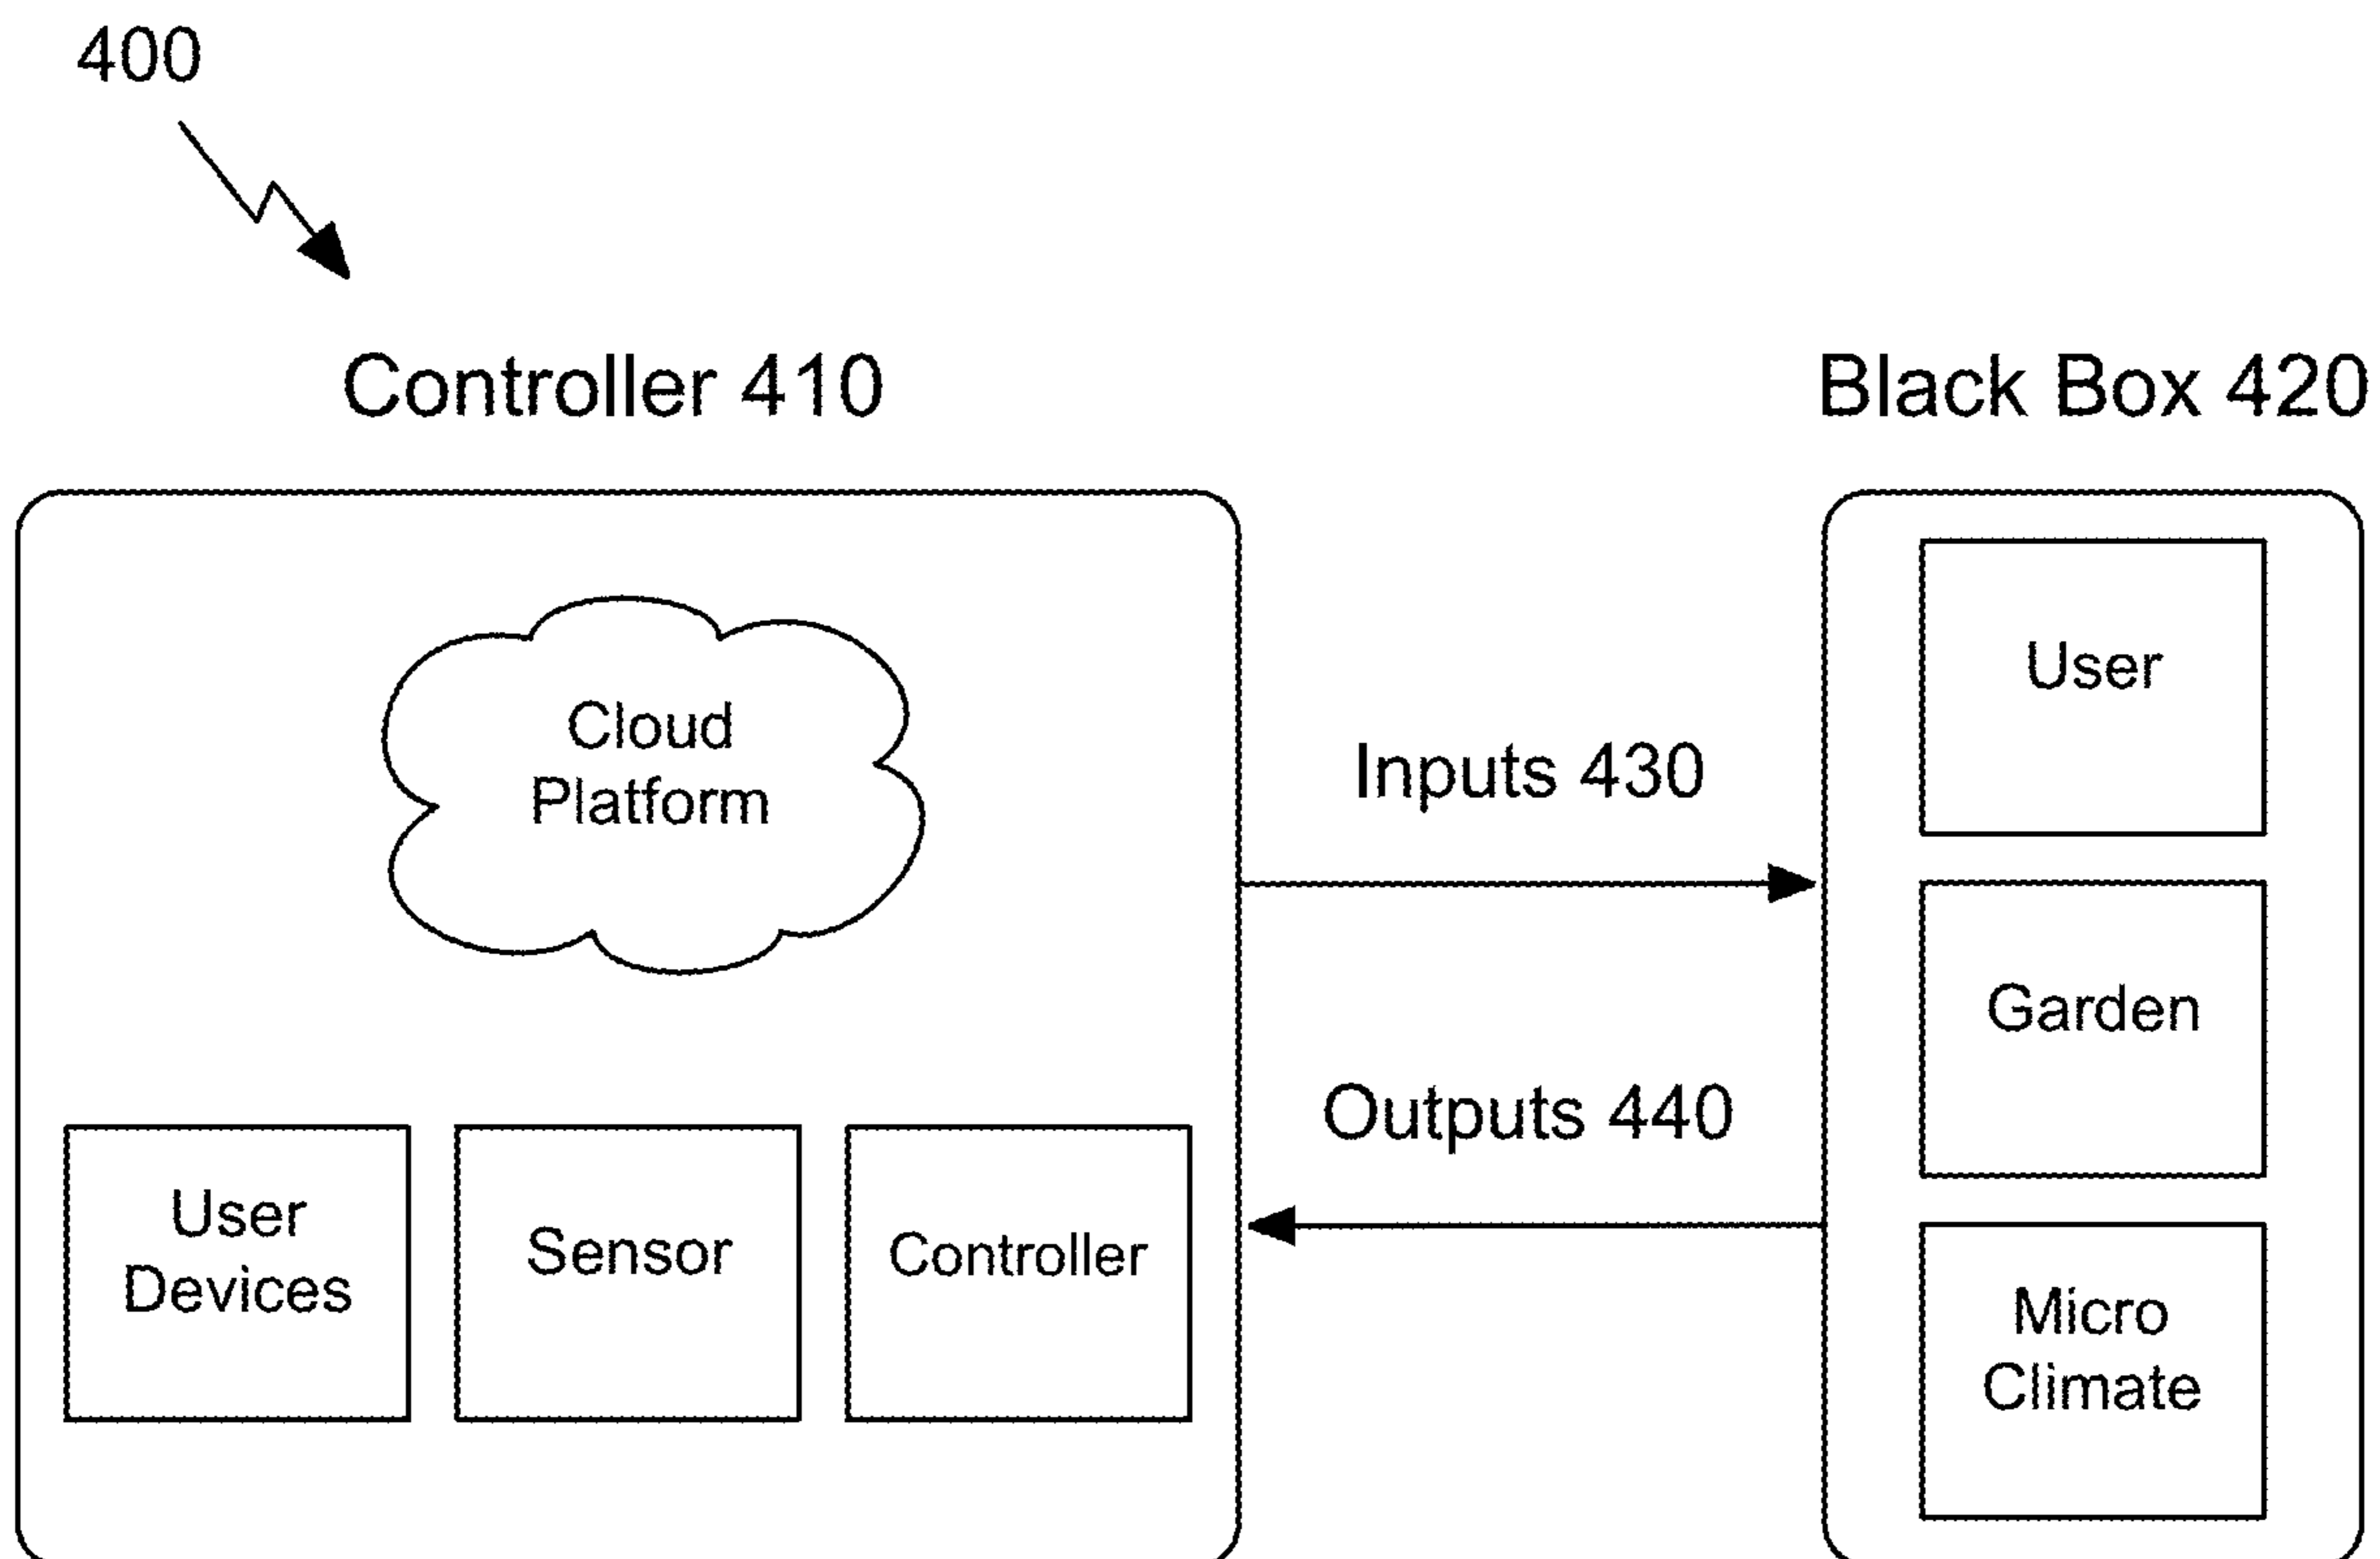 400
Controller 410
Black Box 420
Cloud
Platform
User
Devices
Sensor
Controller
Inputs 430
Outputs 440
User
Garden
Micro
Climate